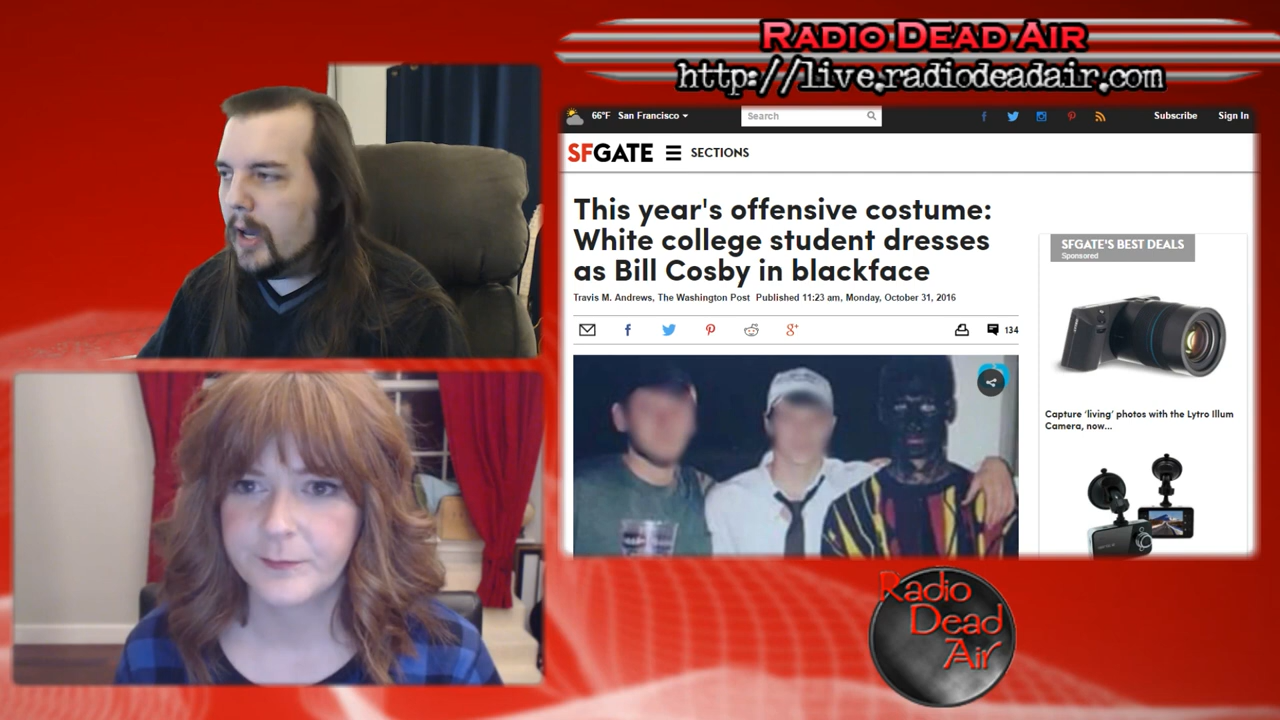 RADIO DEAD AIR
http://live.radiodeadair.com
66°F San Francisco
Search
Subscribe Sign In
SFGATE SECTIONS
This year's offensive costume:
White college student dresses
as Bill Cosby in blackface
Travis M. Andrews, The Washington Post Published 11:23 am, Monday, October 31, 2016
134
SFGATE'S BEST DEALS
Sponsored
Capture 'living' photos with the Lytro Illum
Camera, now...
Radio
Dead
Air